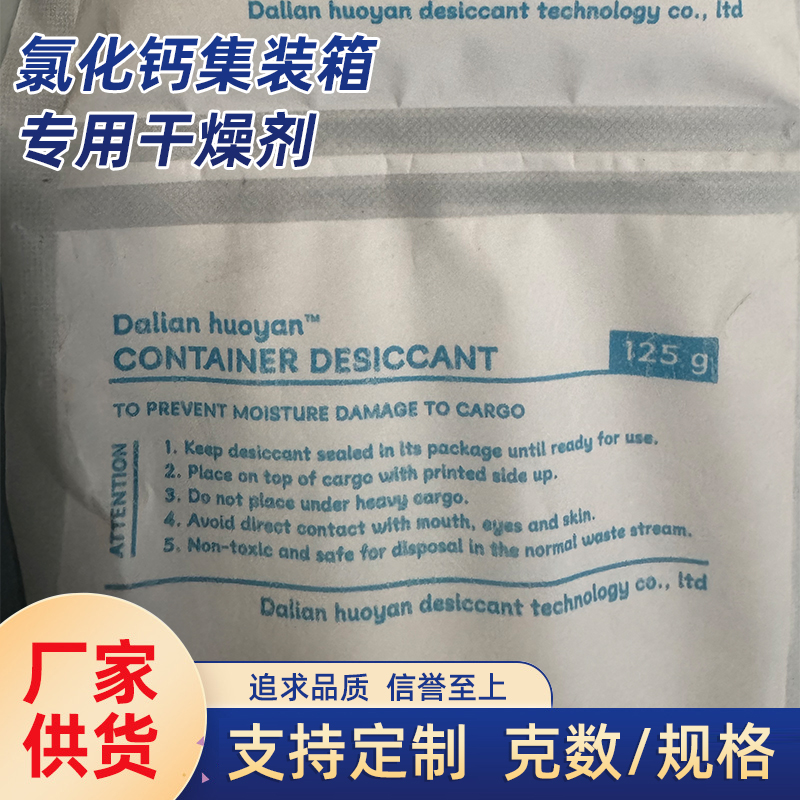 Dalian huoyan desiccant technology co., ltd
氯化钙集装箱
专用干燥剂
Dalian huoyan™
CONTAINER DESICCANT
125 g
TO PREVENT MOISTURE DAMAGE TO CARGO
ATTENTION
1. Keep desiccant sealed in its package until ready for use.
2. Place on top of cargo with printed side up.
3. Do not place under heavy cargo.
4. Avoid direct contact with mouth, eyes and skin.
5. Non-toxic and safe for disposal in the normal waste stream.
Dalian huoyan desiccant technology co., ltd
厂家
供货
追求品质 信誉至上
支持定制 克数/规格